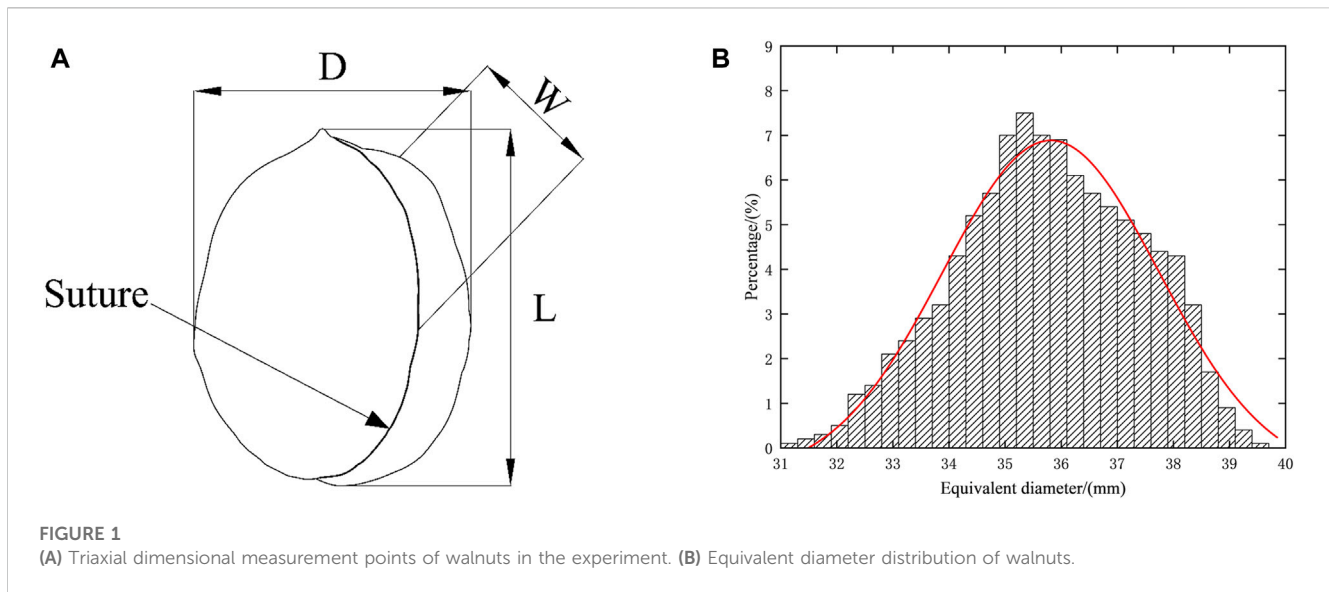 A
D
W
L
Suture
B
Percentage/(%)
9
8
7
6
5
4
3
2
1
0
31 32 33 34 35 36 37 38 39 40
Equivalent diameter/(mm)
FIGURE 1
(A) Triaxial dimensional measurement points of walnuts in the experiment. (B) Equivalent diameter distribution of walnuts.